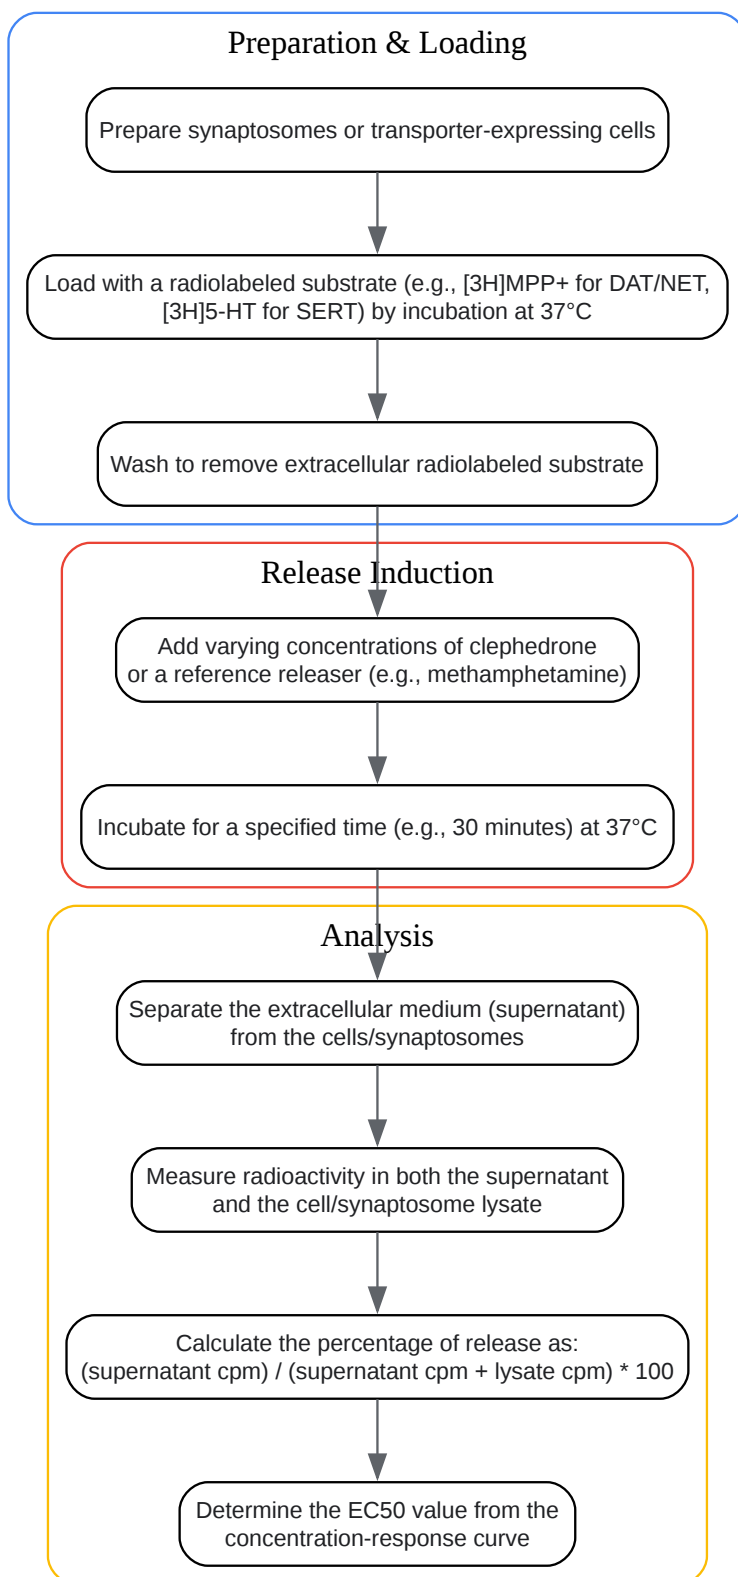 Preparation & Loading
Prepare synaptosomes or transporter-expressing cells
Load with a radiolabeled substrate (e.g., [3H]MPP+ for DAT/NET,
[3H]5-HT for SERT) by incubation at 37°C
Wash to remove extracellular radiolabeled substrate
Release Induction
Add varying concentrations of clephedrone
or a reference releaser (e.g., methamphetamine)
Incubate for a specified time (e.g., 30 minutes) at 37°C
Analysis
Separate the extracellular medium (supernatant)
from the cells/synaptosomes
Measure radioactivity in both the supernatant
and the cell/synaptosome lysate
Calculate the percentage of release as:
(supernatant cpm) / (supernatant cpm + lysate cpm) * 100
Determine the EC50 value from the
concentration-response curve